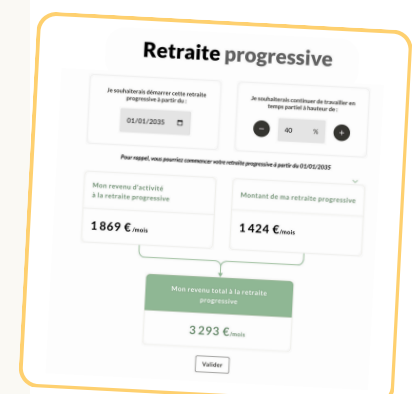 Retraite progressive
Je souhaiterais démarrer cette retraite
progressive à partir du :
01/01/2035
Je souhaiterais continuer de travailler en
temps partiel à hauteur de :
− 40 % +
Pour rappel, vous pourriez commencer votre retraite progressive à partir du 01/01/2035
Mon revenu d'activité
à la retraite progressive
1 869 € /mois
Montant de ma retraite progressive
1 424 € /mois
Mon revenu total à la retraite
progressive
3 293 € /mois
Valider